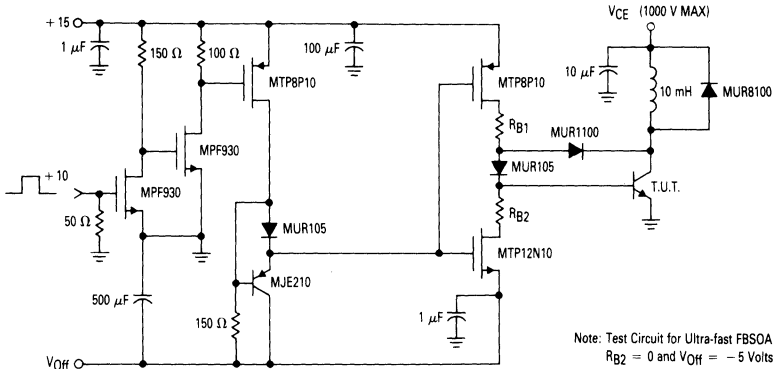 + 15
1 μF
150 Ω
100 Ω
MTP8P10
100 μF
MTP8P10
VCE (1000 V MAX)
10 μF
10 mH
MUR8100
RB1
MUR1100
MPF930
+ 10
MPF930
50 Ω
MUR105
T.U.T.
RB2
MUR105
MTP12N10
MJE210
500 μF
150 Ω
1 μF
VOff
Note: Test Circuit for Ultra-fast FBSOA
RB2 = 0 and VOff = – 5 Volts